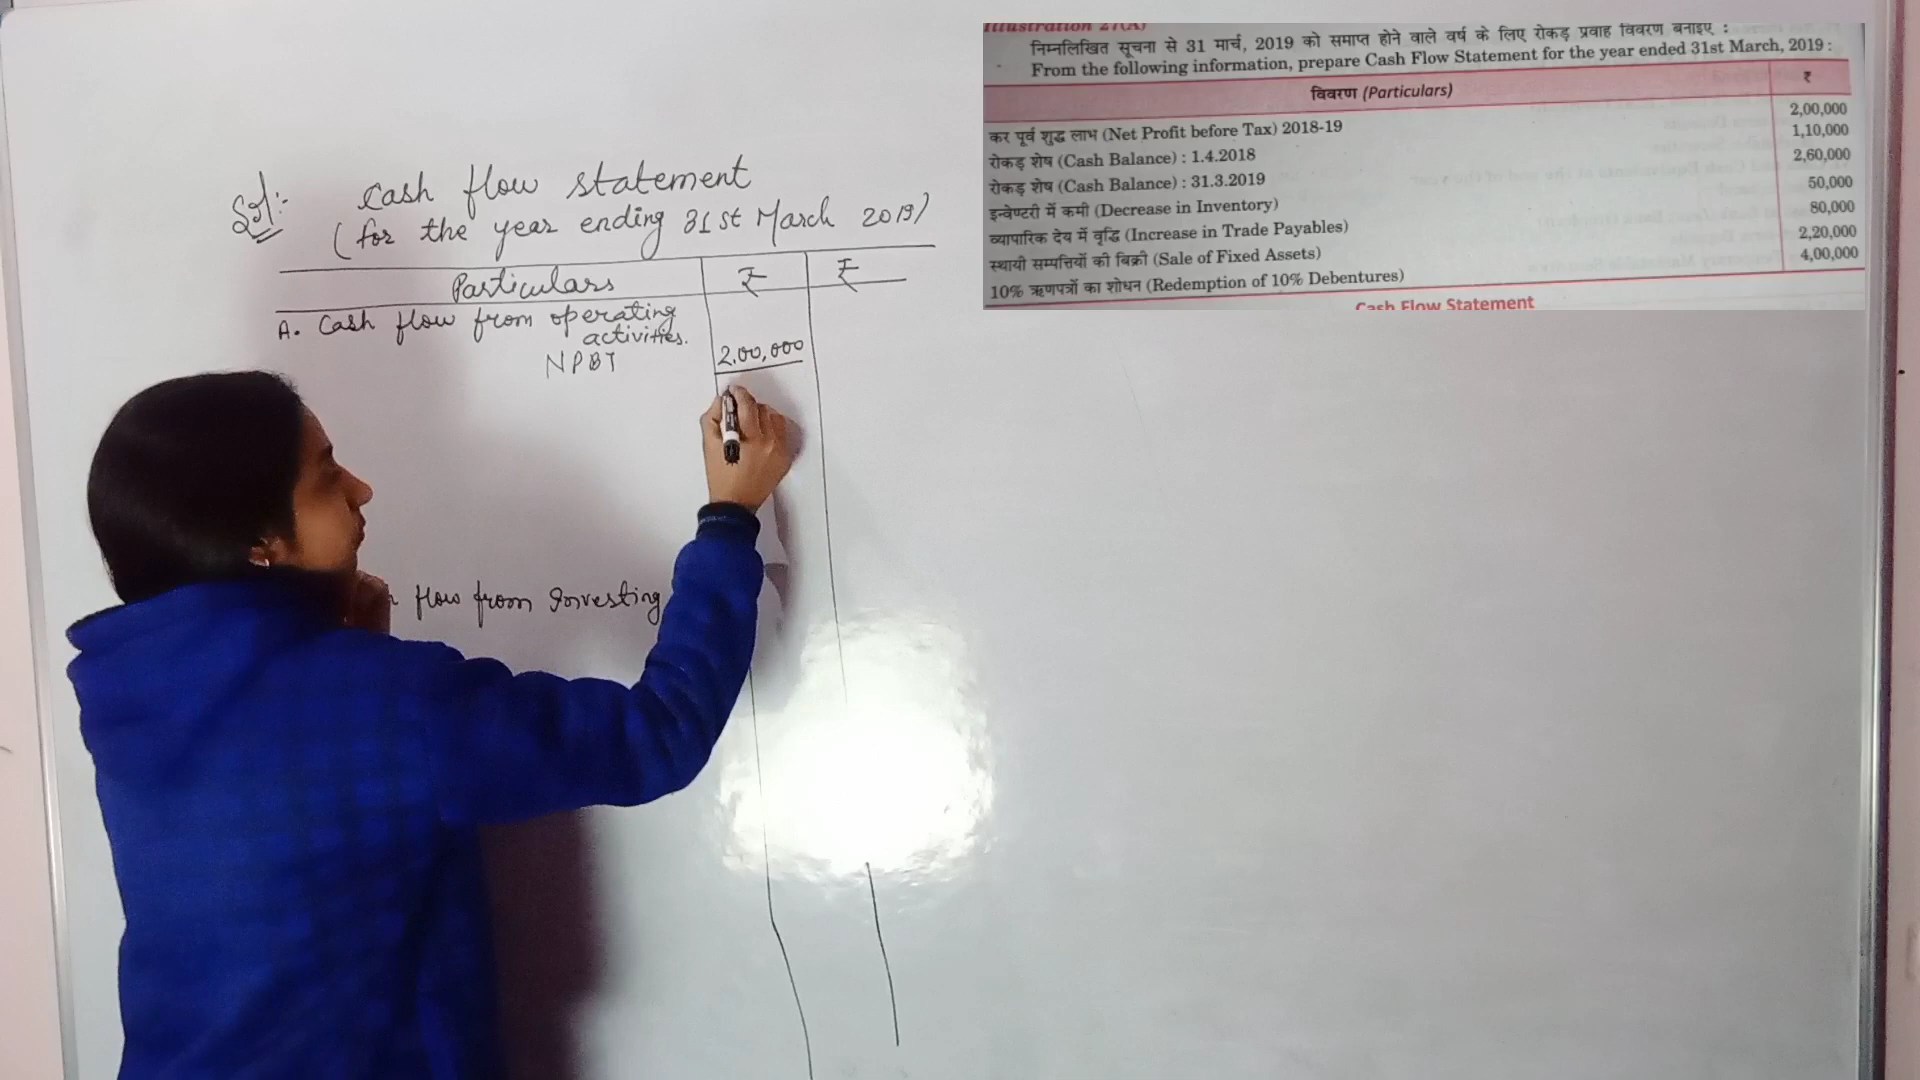 Sol:-
Cash flow statement
(for the year ending 31st March 2019)
Particulars ₹ ₹
A. Cash flow from operating
activities.
NPBT 2,00,000
flow from Investing
Illustration 27(A)
निम्नलिखित सूचना से 31 मार्च, 2019 को समाप्त होने वाले वर्ष के लिए रोकड़ प्रवाह विवरण बनाइए :
From the following information, prepare Cash Flow Statement for the year ended 31st March, 2019 :
विवरण (Particulars) ₹
कर पूर्व शुद्ध लाभ (Net Profit before Tax) 2018-19 2,00,000
रोकड़ शेष (Cash Balance) : 1.4.2018 1,10,000
रोकड़ शेष (Cash Balance) : 31.3.2019 2,60,000
इन्वेण्टरी में कमी (Decrease in Inventory) 50,000
व्यापारिक देय में वृद्धि (Increase in Trade Payables) 80,000
स्थायी सम्पत्तियों की बिक्री (Sale of Fixed Assets) 2,20,000
10% ऋणपत्रों का शोधन (Redemption of 10% Debentures) 4,00,000
Cash Flow Statement